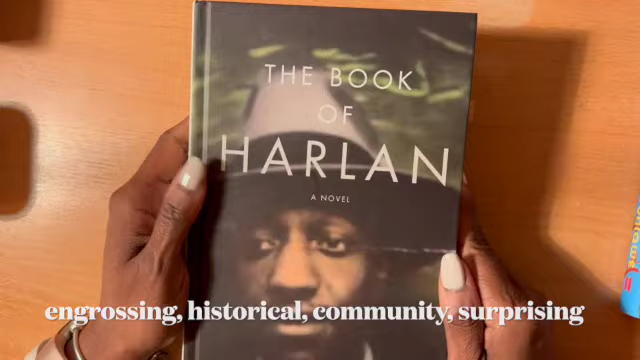 THE BOOK
OF
HARLAN
A NOVEL
engrossing, historical, community, surprising